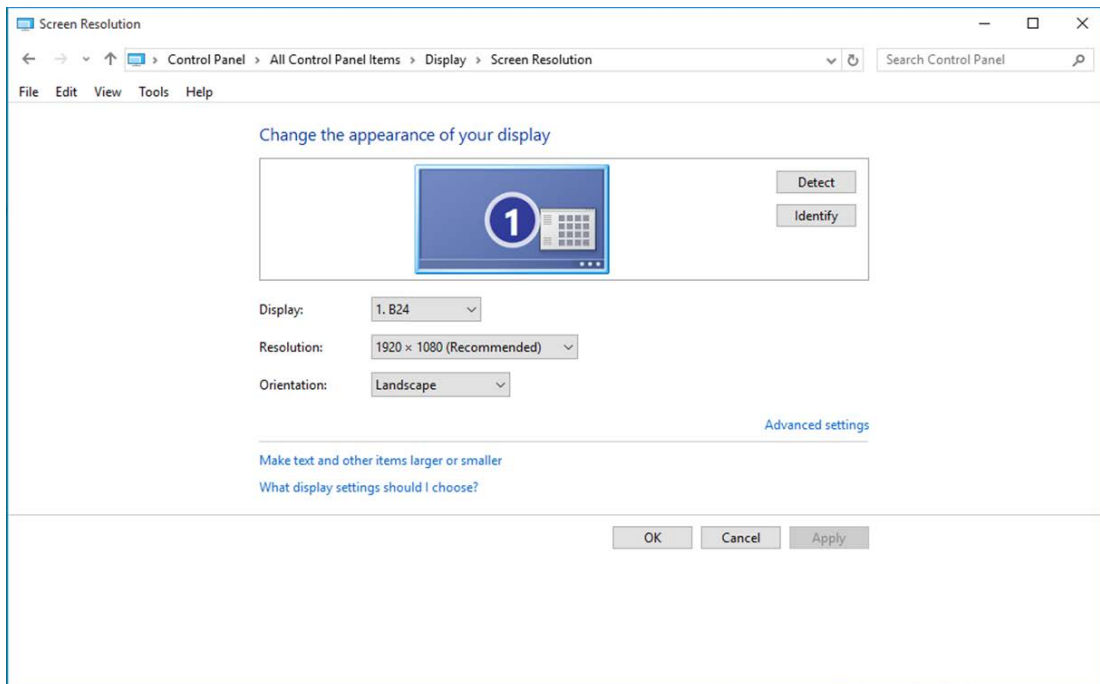 Screen Resolution
Control Panel > All Control Panel Items > Display > Screen Resolution
Search Control Panel
File Edit View Tools Help
Change the appearance of your display
1
Detect
Identify
Display: 1. B24
Resolution: 1920 × 1080 (Recommended)
Orientation: Landscape
Advanced settings
Make text and other items larger or smaller
What display settings should I choose?
OK Cancel Apply